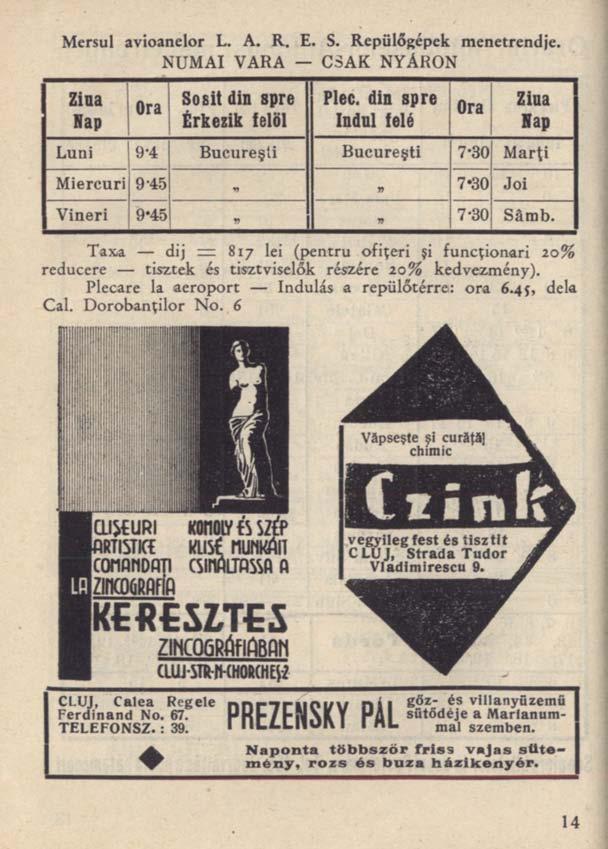 Mersul avioanelor L. A. R. E. S. Repülőgépek menetrendje.
NUMAI VARA — CSAK NYÁRON
Ziua Nap | Ora | Sosit din spre Érkezik felöl | Plec. din spre Indul felé | Ora | Ziua Nap
Luni | 9·4 | Bucureşti | Bucureşti | 7·30 | Marţi
Miercuri | 9·45 | „ | „ | 7·30 | Joi
Vineri | 9·45 | „ | „ | 7·30 | Sâmb.
Taxa — dij = 817 lei (pentru ofiţeri şi funcţionari 20%
reducere — tisztek és tisztviselők részére 20% kedvezmény).
Plecare la aeroport — Indulás a repülőtérre: ora 6.45, dela
Cal. Dorobanţilor No. 6
CLIŞEURI
ARTISTICE
COMANDAŢI
LA ZINCOGRAFIA
KOMOLY ÉS SZÉP
KLISÉ MUNKÁIT
CSINÁLTASSA A
KERESZTES
ZINCOGRÁFIÁBAN
CLUJ-STR-N-CHORCHEŞ-2
Văpseşte şi curăţă
chimic
Czink
vegyileg fest és tisztit
CLUJ, Strada Tudor
Vladimirescu 9.
CLUJ, Calea Regele
Ferdinand No. 67.
TELEFONSZ.: 39.
PREZENSKY PÁL
gőz- és villanyüzemű
sütődéje a Marianum-
mal szemben.
Naponta többször friss vajas süte-
mény, rozs és buza házikenyér.
14